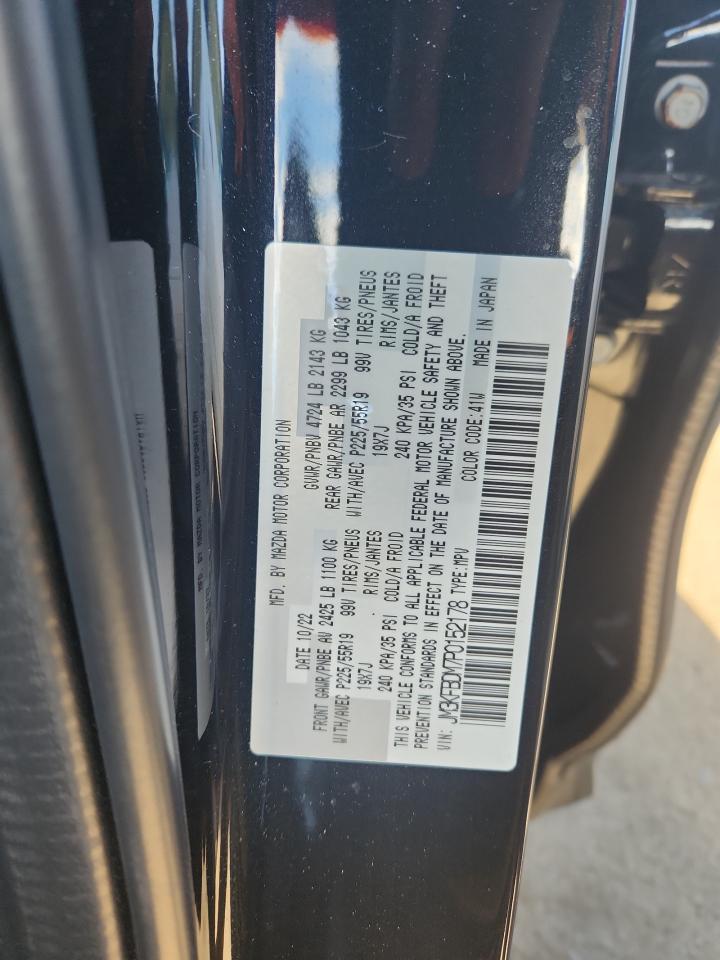 MFD. BY MAZDA MOTOR CORPORATION
DATE 10/22 GVWR/PNBV 4724 LB 2143 KG
FRONT GAWR/PNBE AV 2425 LB 1100 KG REAR GAWR/PNBE AR 2299 LB 1043 KG
WITH/AVEC P225/55R19 99V TIRES/PNEUS WITH/AVEC P225/55R19 99V TIRES/PNEUS
19X7J RIMS/JANTES 19X7J RIMS/JANTES
240 KPA/35 PSI COLD/A FROID 240 KPA/35 PSI COLD/A FROID
THIS VEHICLE CONFORMS TO ALL APPLICABLE FEDERAL MOTOR VEHICLE SAFETY AND THEFT
PREVENTION STANDARDS IN EFFECT ON THE DATE OF MANUFACTURE SHOWN ABOVE.
VIN: JM3KFBDM7P0152178 TYPE:MPV COLOR CODE:41W MADE IN JAPAN